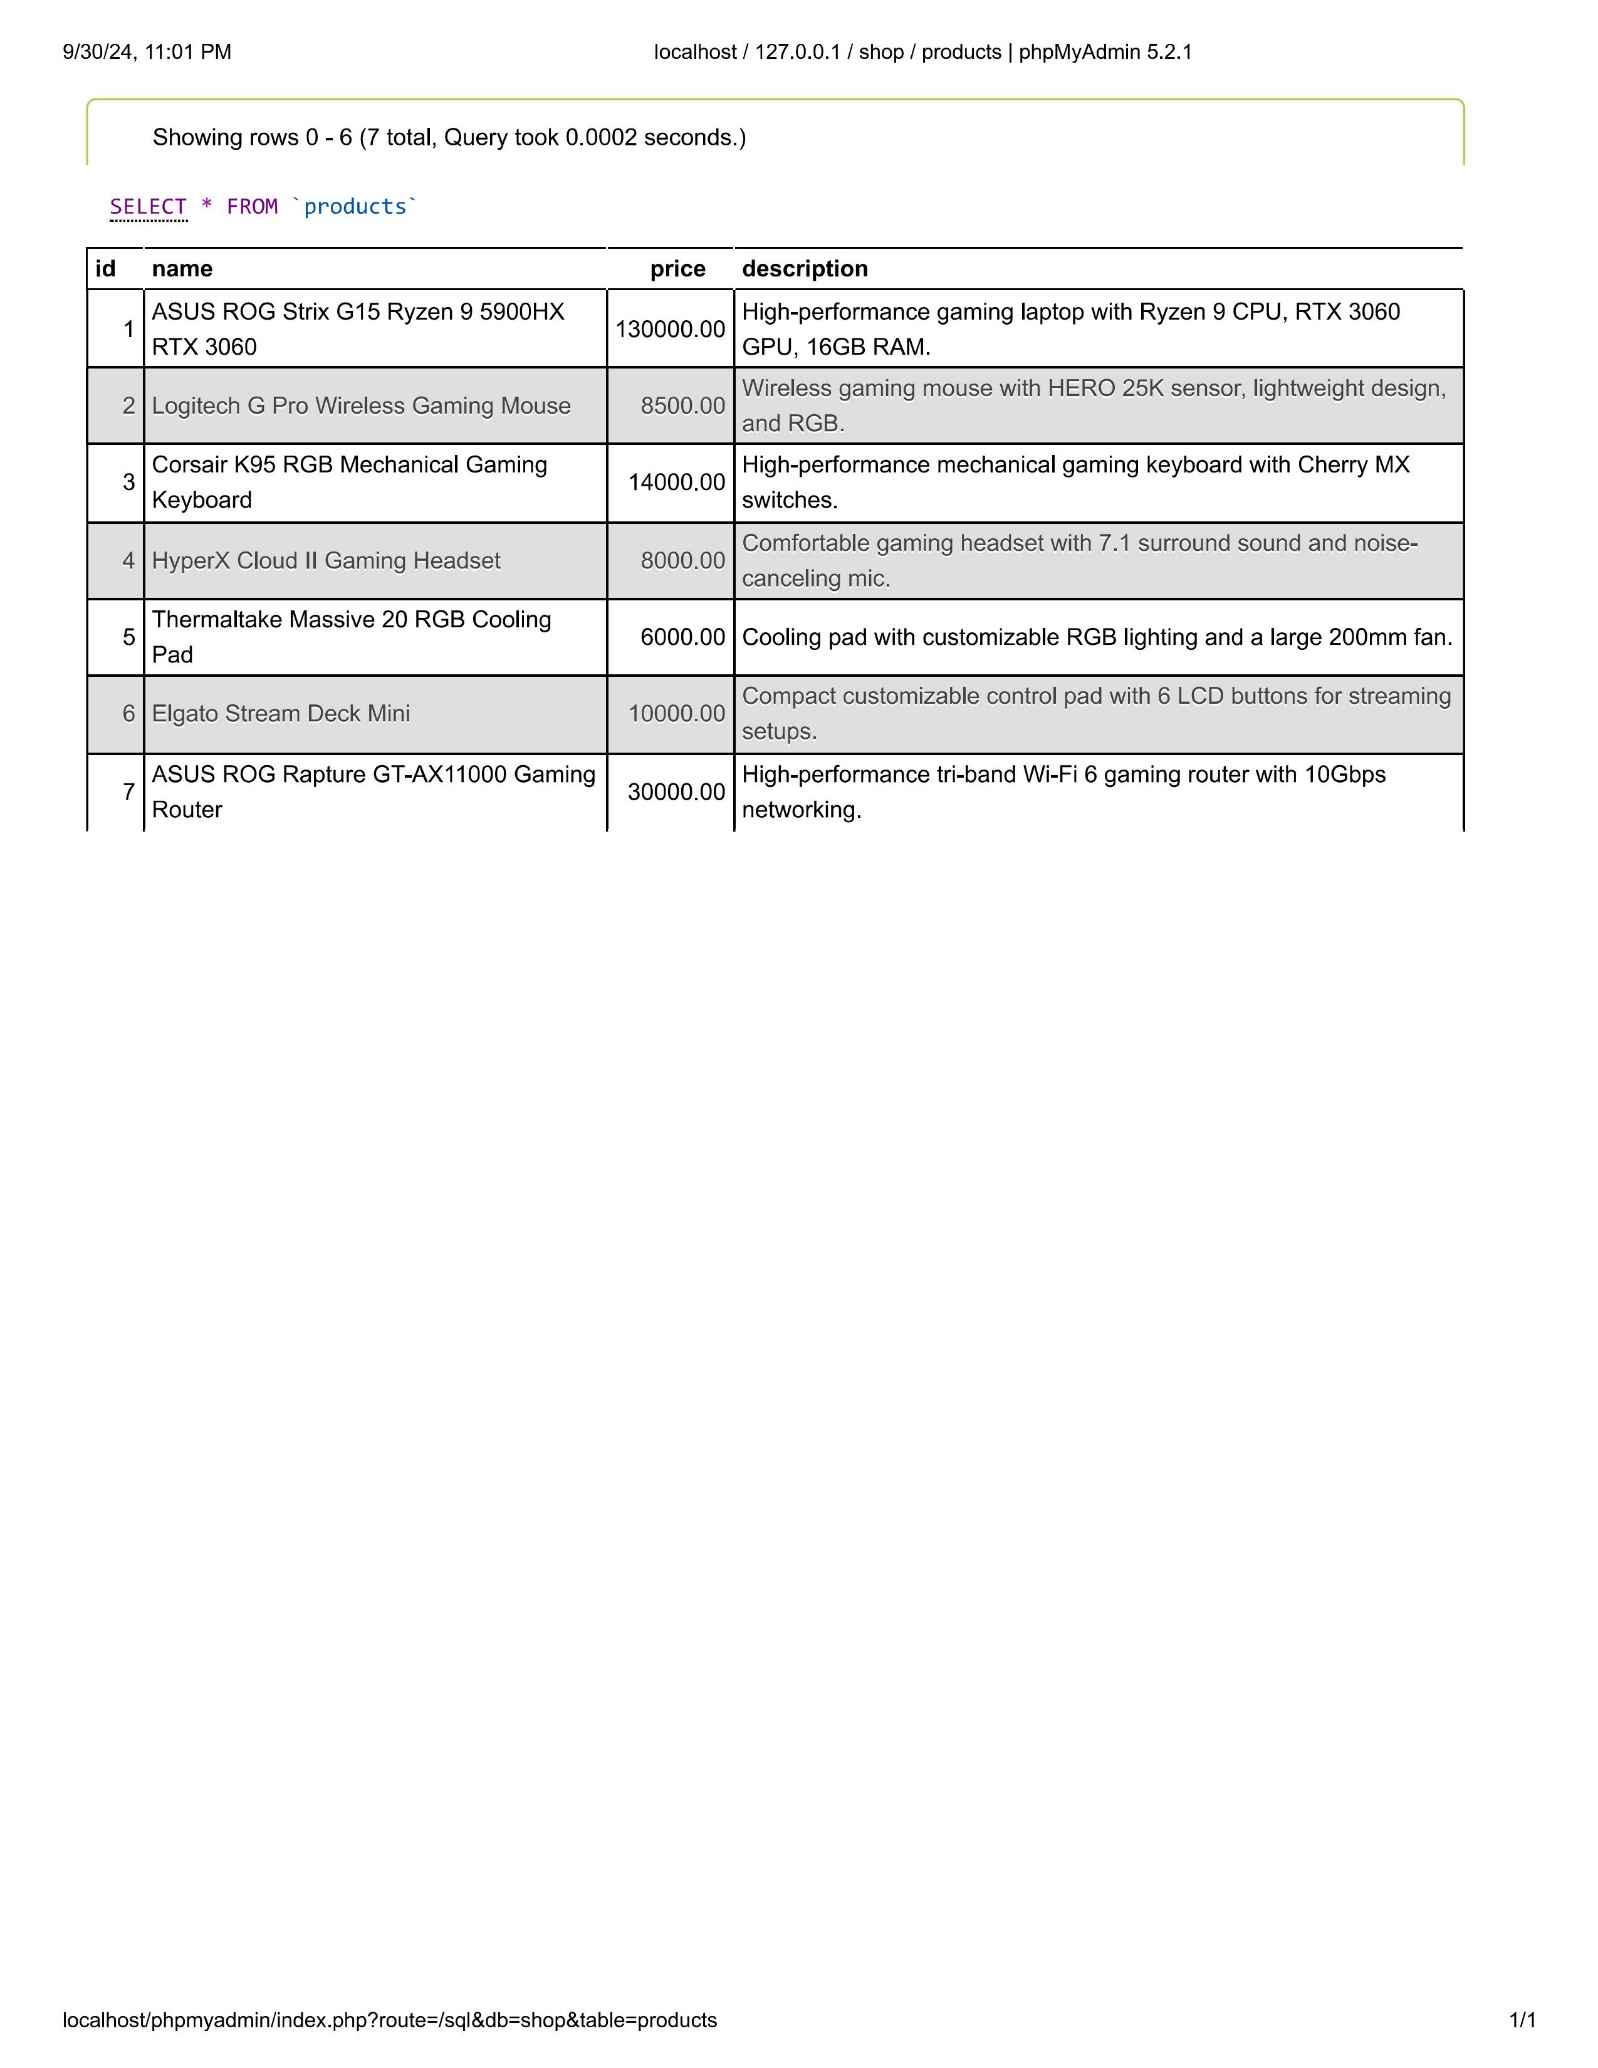 9/30/24, 11:01 PM localhost / 127.0.0.1 / shop / products | phpMyAdmin 5.2.1
Showing rows 0 - 6 (7 total, Query took 0.0002 seconds.)
SELECT * FROM `products`
id name price description
1 ASUS ROG Strix G15 Ryzen 9 5900HX
RTX 3060
130000.00 High-performance gaming laptop with Ryzen 9 CPU, RTX 3060
GPU, 16GB RAM.
2 Logitech G Pro Wireless Gaming Mouse 8500.00 Wireless gaming mouse with HERO 25K sensor, lightweight design,
and RGB.
3 Corsair K95 RGB Mechanical Gaming
Keyboard
14000.00 High-performance mechanical gaming keyboard with Cherry MX
switches.
4 HyperX Cloud II Gaming Headset 8000.00 Comfortable gaming headset with 7.1 surround sound and noise-
canceling mic.
5 Thermaltake Massive 20 RGB Cooling
Pad
6000.00 Cooling pad with customizable RGB lighting and a large 200mm fan.
6 Elgato Stream Deck Mini 10000.00 Compact customizable control pad with 6 LCD buttons for streaming
setups.
7 ASUS ROG Rapture GT-AX11000 Gaming
Router
30000.00 High-performance tri-band Wi-Fi 6 gaming router with 10Gbps
networking.
localhost/phpmyadmin/index.php?route=/sql&db=shop&table=products 1/1